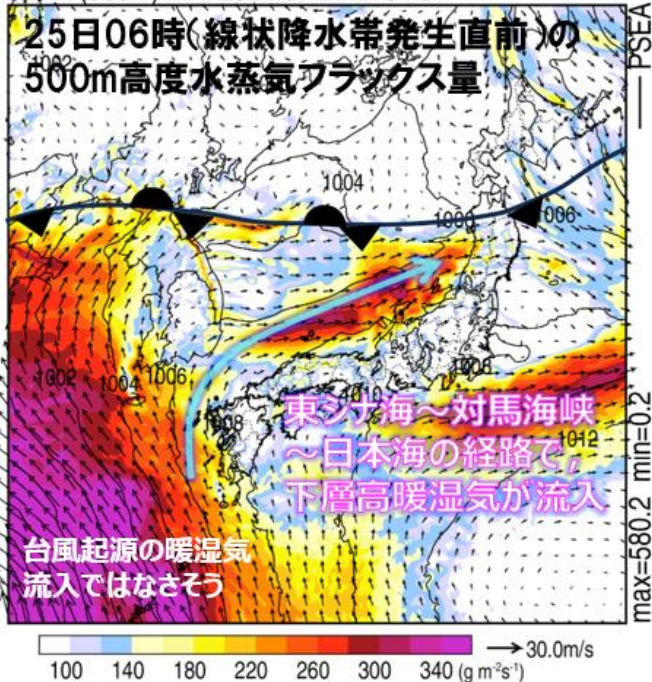 25日06時(線状降水帯発生直前)の
500m高度水蒸気フラックス量
1002
1004
1000
1006
1002
1004
1006
1008
1008
1010
1012
東シナ海～対馬海峡
～日本海の経路で,
下層高暖湿気が流入
台風起源の暖湿気
流入ではなさそう
PSEA
max=580.2 min=0.2
100 140 180 220 260 300 340 (g m⁻²s⁻¹)
30.0m/s